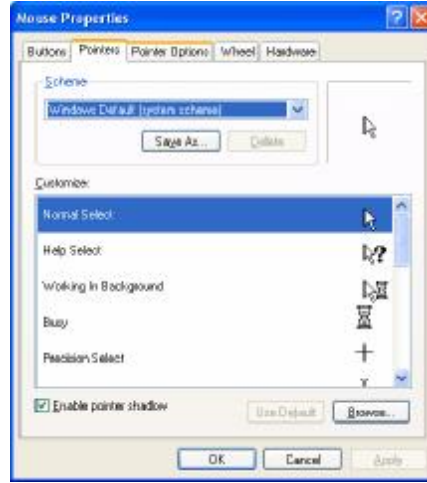 Mouse Properties
Buttons Pointers Pointer Options Wheel Hardware
Scheme
Windows Default (system scheme)
Save As... Delete
Customize:
Normal Select
Help Select
Working In Background
Busy
Precision Select
Enable pointer shadow
Use Default Browse...
OK Cancel Apply